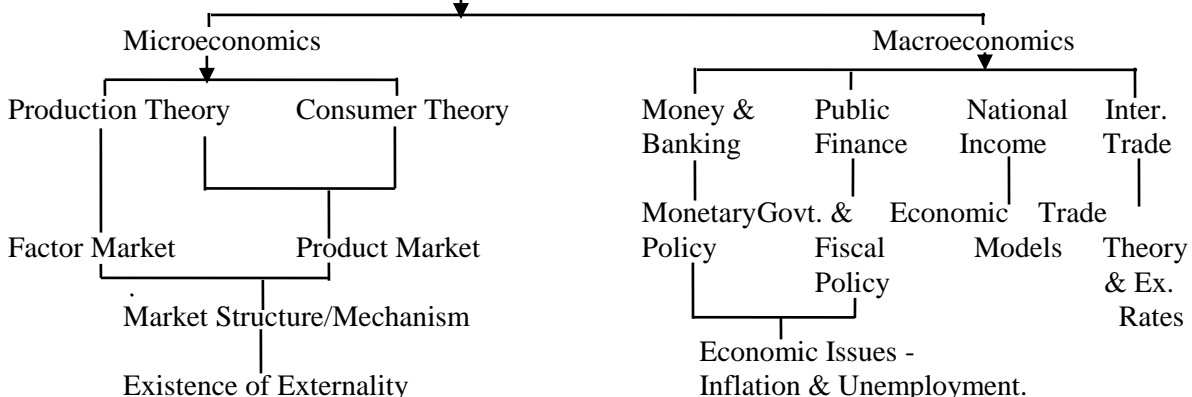 Microeconomics Macroeconomics
Production Theory Consumer Theory Money & Public National Inter.
Banking Finance Income Trade
MonetaryGovt. & Economic Trade
Factor Market Product Market Policy Fiscal Models Theory
Policy & Ex.
Market Structure/Mechanism Rates
Economic Issues -
Existence of Externality Inflation & Unemployment.